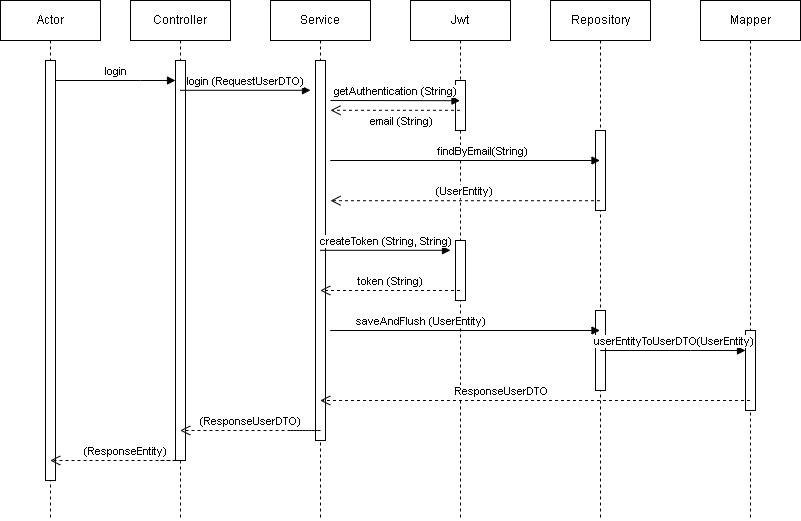 Actor
Controller
Service
Jwt
Repository
Mapper
login
login (RequestUserDTO)
getAuthentication (String)
email (String)
findByEmail(String)
(UserEntity)
createToken (String, String)
token (String)
saveAndFlush (UserEntity)
userEntityToUserDTO(UserEntity)
ResponseUserDTO
(ResponseUserDTO)
(ResponseEntity)